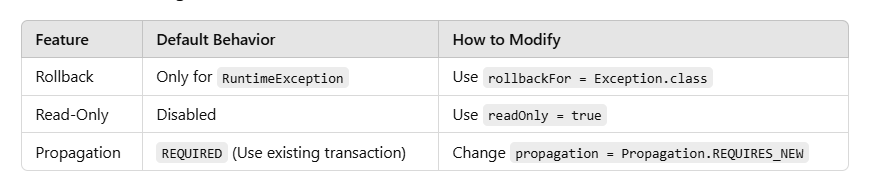 Feature Default Behavior How to Modify
Rollback Only for RuntimeException Use rollbackFor = Exception.class
Read-Only Disabled Use readOnly = true
Propagation REQUIRED (Use existing transaction) Change propagation = Propagation.REQUIRES_NEW